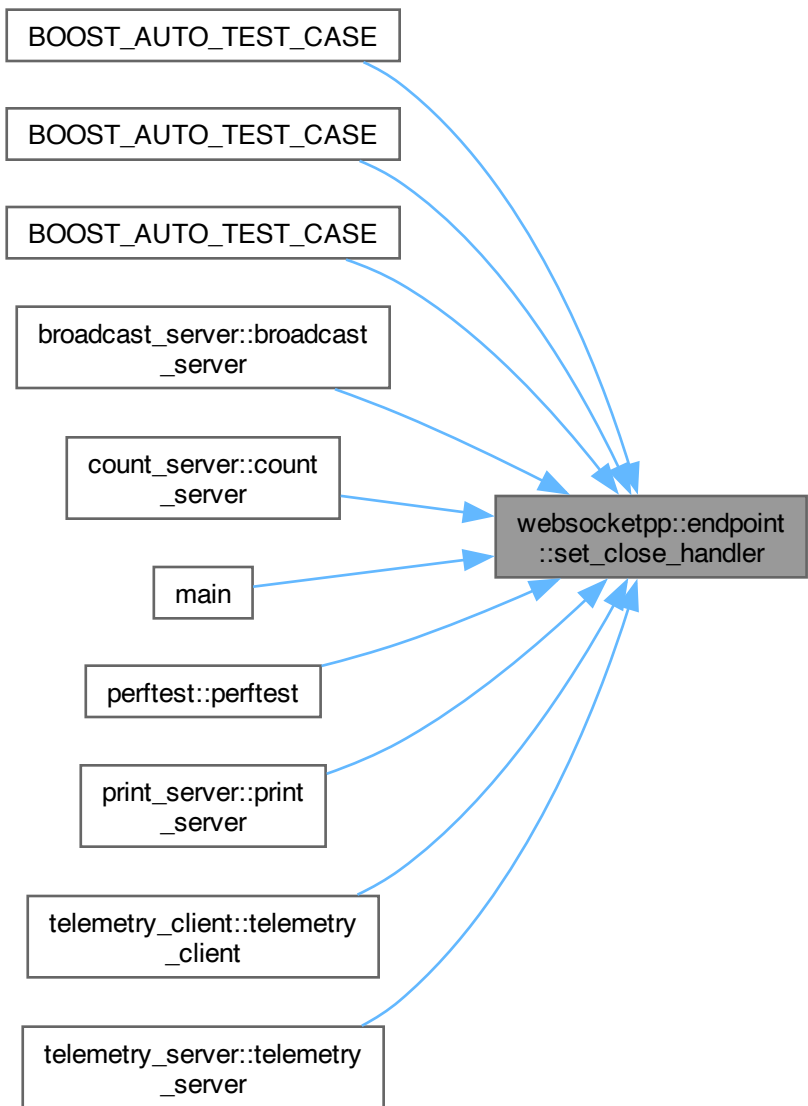 BOOST_AUTO_TEST_CASE
BOOST_AUTO_TEST_CASE
BOOST_AUTO_TEST_CASE
broadcast_server::broadcast
_server
count_server::count
_server
websocketpp::endpoint
::set_close_handler
main
perftest::perftest
print_server::print
_server
telemetry_client::telemetry
_client
telemetry_server::telemetry
_server